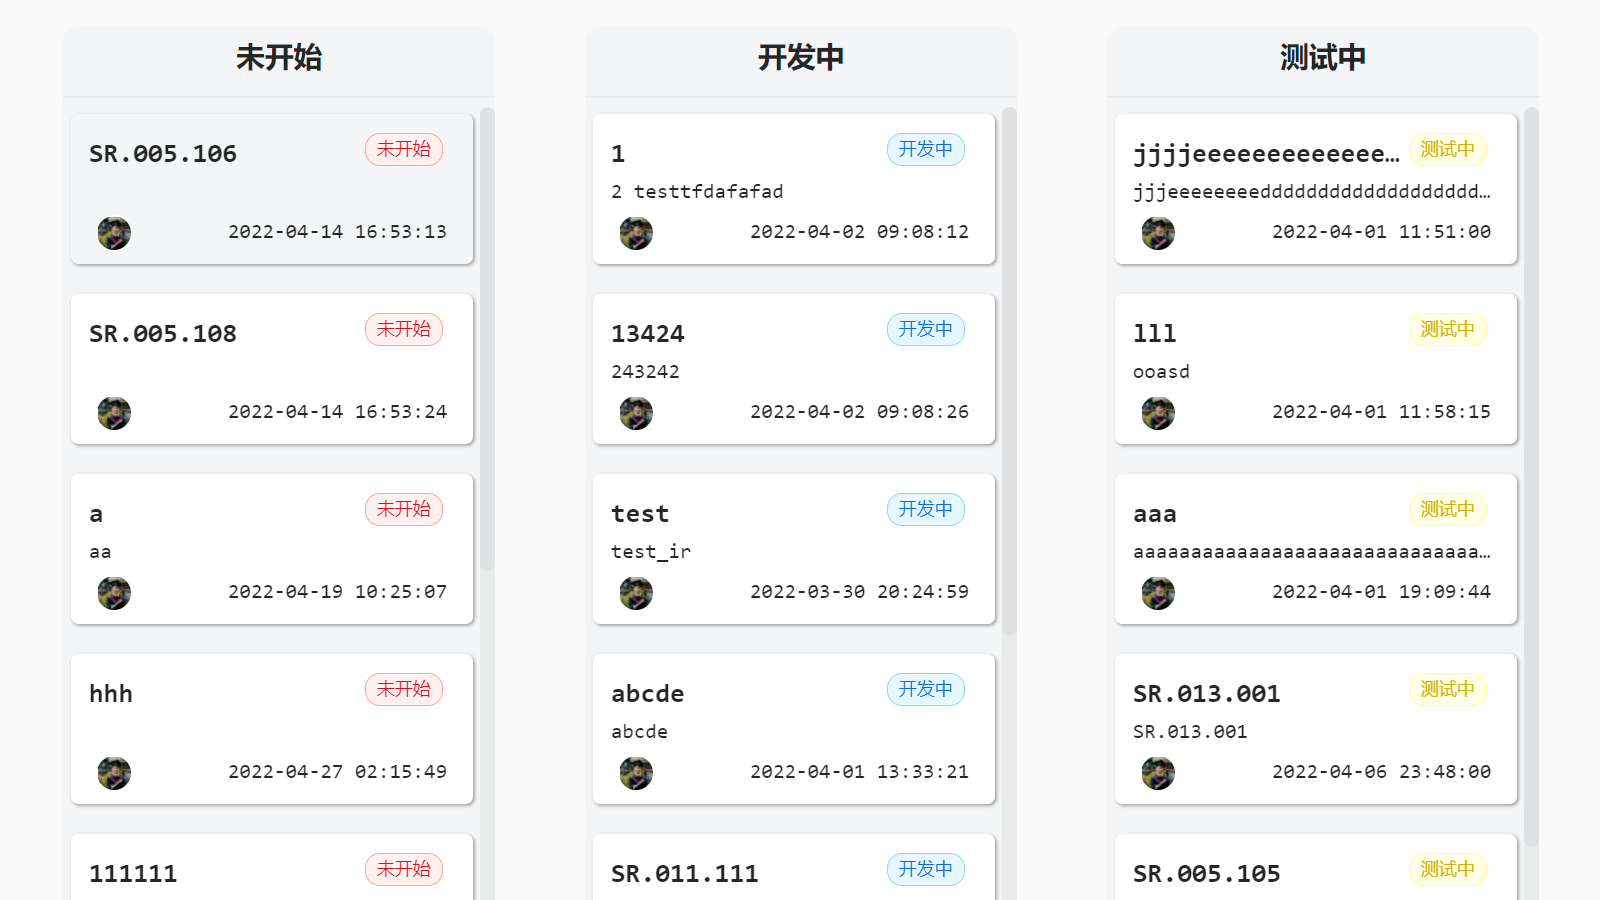 未开始
SR.005.106
未开始
2022-04-14 16:53:13
SR.005.108
未开始
2022-04-14 16:53:24
a
未开始
aa
2022-04-19 10:25:07
hhh
未开始
2022-04-27 02:15:49
111111
未开始
开发中
1
开发中
2 testtfdafafad
2022-04-02 09:08:12
13424
开发中
243242
2022-04-02 09:08:26
test
开发中
test_ir
2022-03-30 20:24:59
abcde
开发中
abcde
2022-04-01 13:33:21
SR.011.111
开发中
测试中
jjjjeeeeeeeeeeeee…
测试中
jjjeeeeeeeedddddddddddddddddddd…
2022-04-01 11:51:00
lll
测试中
ooasd
2022-04-01 11:58:15
aaa
测试中
aaaaaaaaaaaaaaaaaaaaaaaaaaaaaa…
2022-04-01 19:09:44
SR.013.001
测试中
SR.013.001
2022-04-06 23:48:00
SR.005.105
测试中